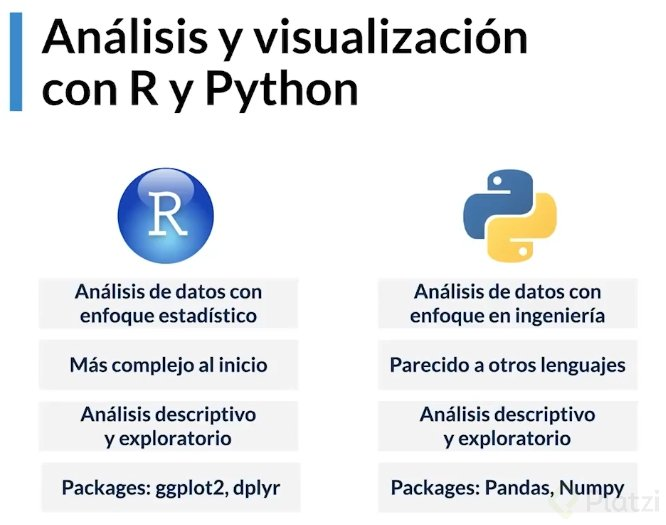 Análisis y visualización
con R y Python
R
Análisis de datos con
enfoque estadístico
Más complejo al inicio
Análisis descriptivo
y exploratorio
Packages: ggplot2, dplyr
Análisis de datos con
enfoque en ingeniería
Parecido a otros lenguajes
Análisis descriptivo
y exploratorio
Packages: Pandas, Numpy
Platzi